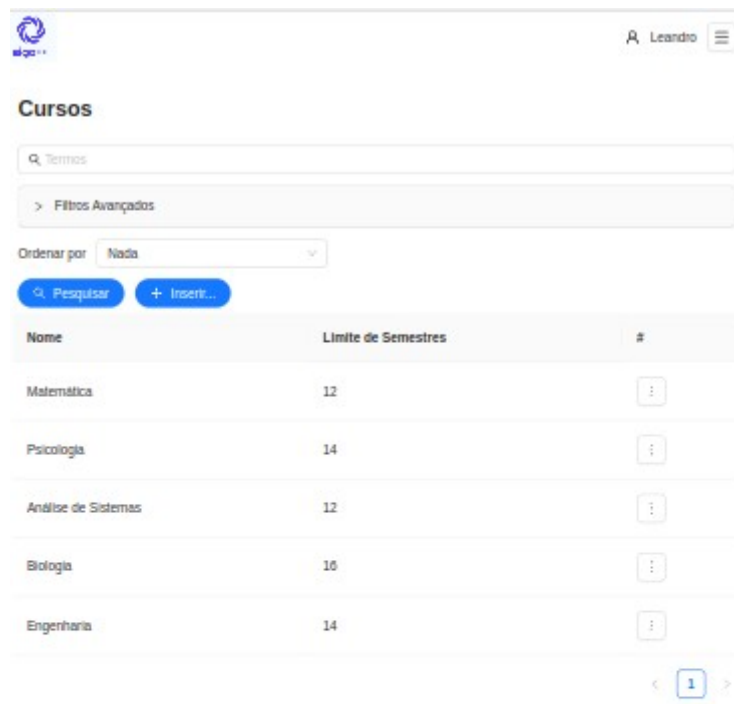 siga++
Leandro
Cursos
Termos
Filtros Avançados
Ordenar por Nada
Pesquisar + Inserir...
Nome Limite de Semestres #
Matemática 12
Psicologia 14
Análise de Sistemas 12
Biologia 16
Engenharia 14
< 1 >